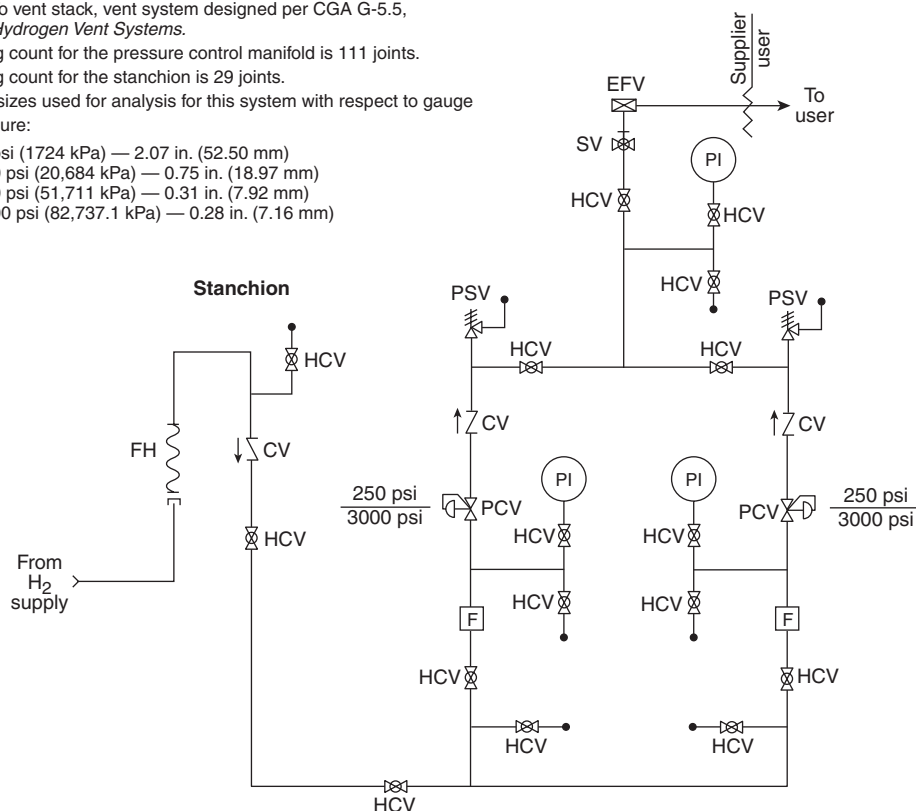 vent stack, vent system designed per CGA G-5.5,
Hydrogen Vent Systems.
count for the pressure control manifold is 111 joints.
count for the stanchion is 29 joints.
sizes used for analysis for this system with respect to gauge
psi (1724 kPa) — 2.07 in. (52.50 mm)
psi (20,684 kPa) — 0.75 in. (18.97 mm)
psi (51,711 kPa) — 0.31 in. (7.92 mm)
psi (82,737.1 kPa) — 0.28 in. (7.16 mm)
Supplier
user
EFV
To
user
SV
PI
HCV
HCV
HCV
Stanchion
PSV
PSV
HCV
HCV
HCV
FH
CV
CV
CV
PI
PI
250 psi
3000 psi
PCV
PCV
250 psi
3000 psi
HCV
HCV
HCV
From
H2
supply
HCV
HCV
F
F
HCV
HCV
HCV
HCV
HCV